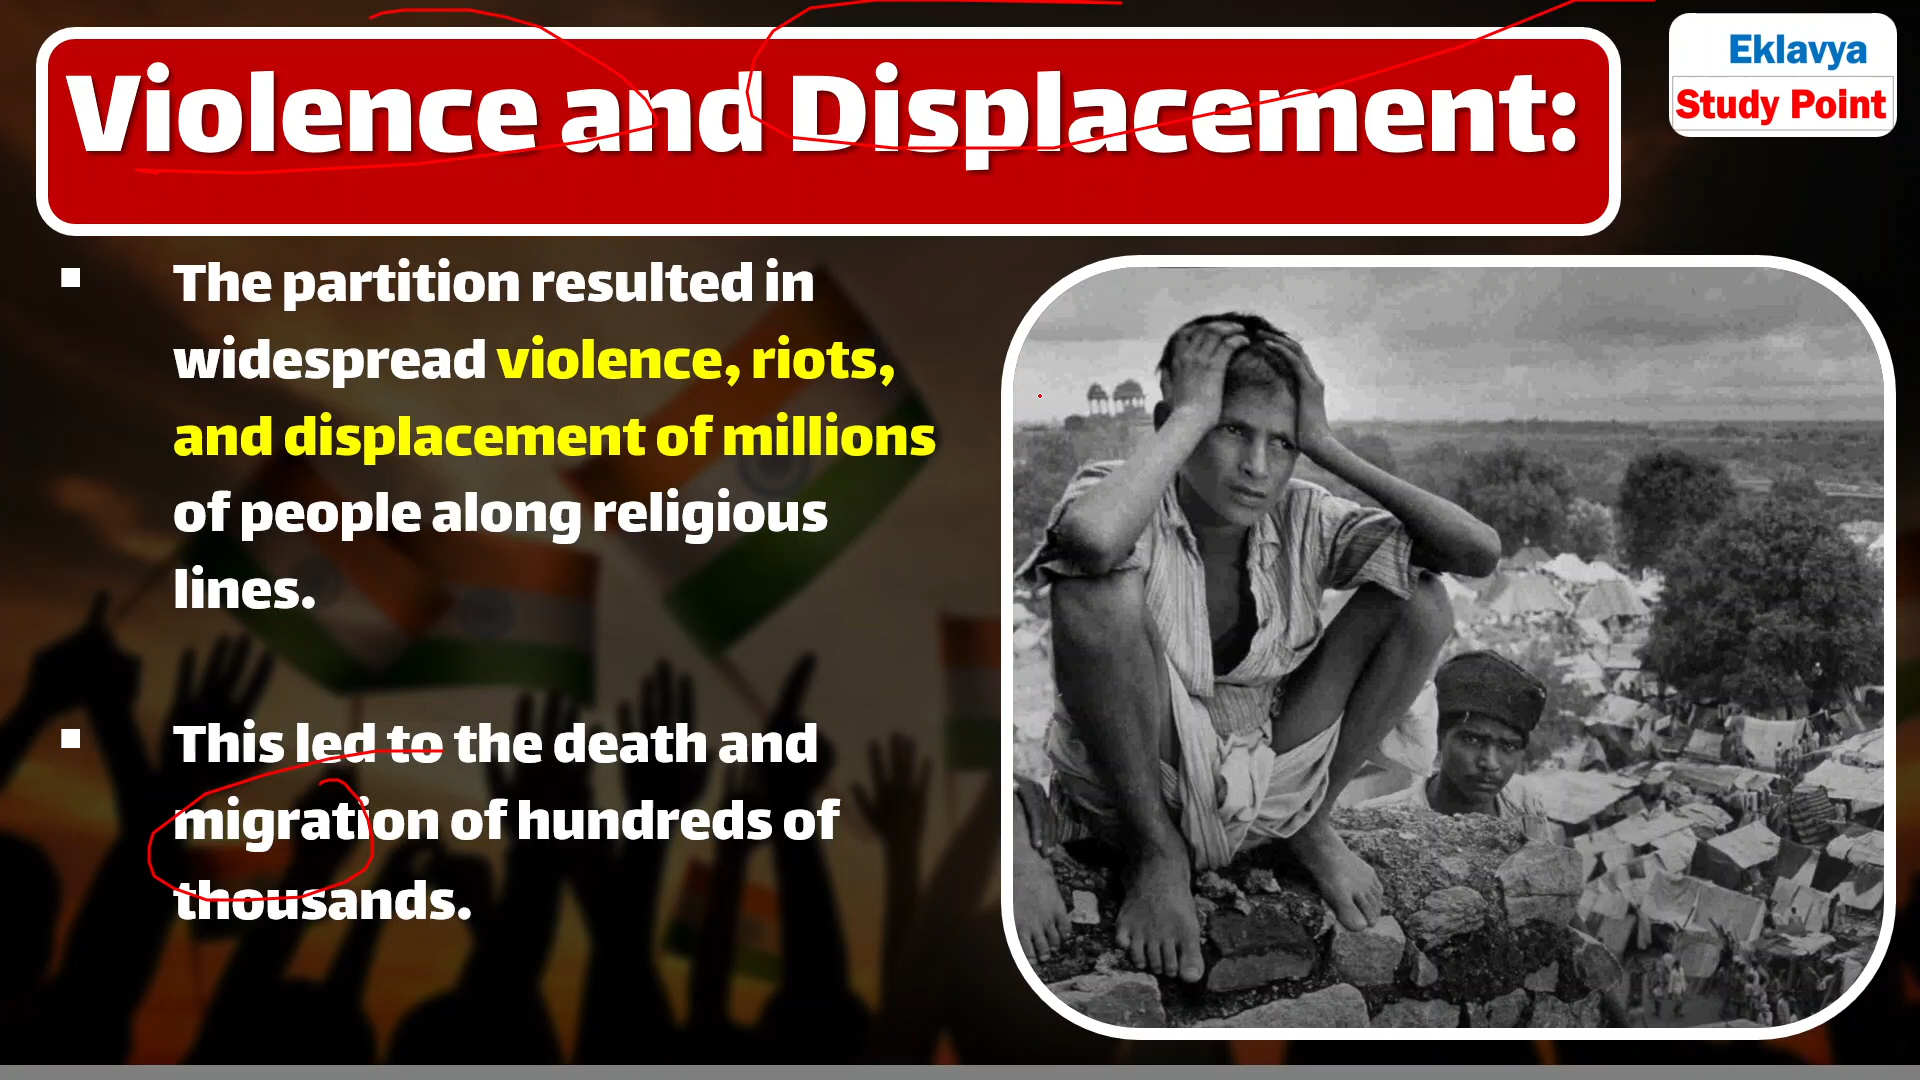 Violence and Displacement:
Eklavya
Study Point
The partition resulted in
widespread violence, riots,
and displacement of millions
of people along religious
lines.
This led to the death and
migration of hundreds of
thousands.